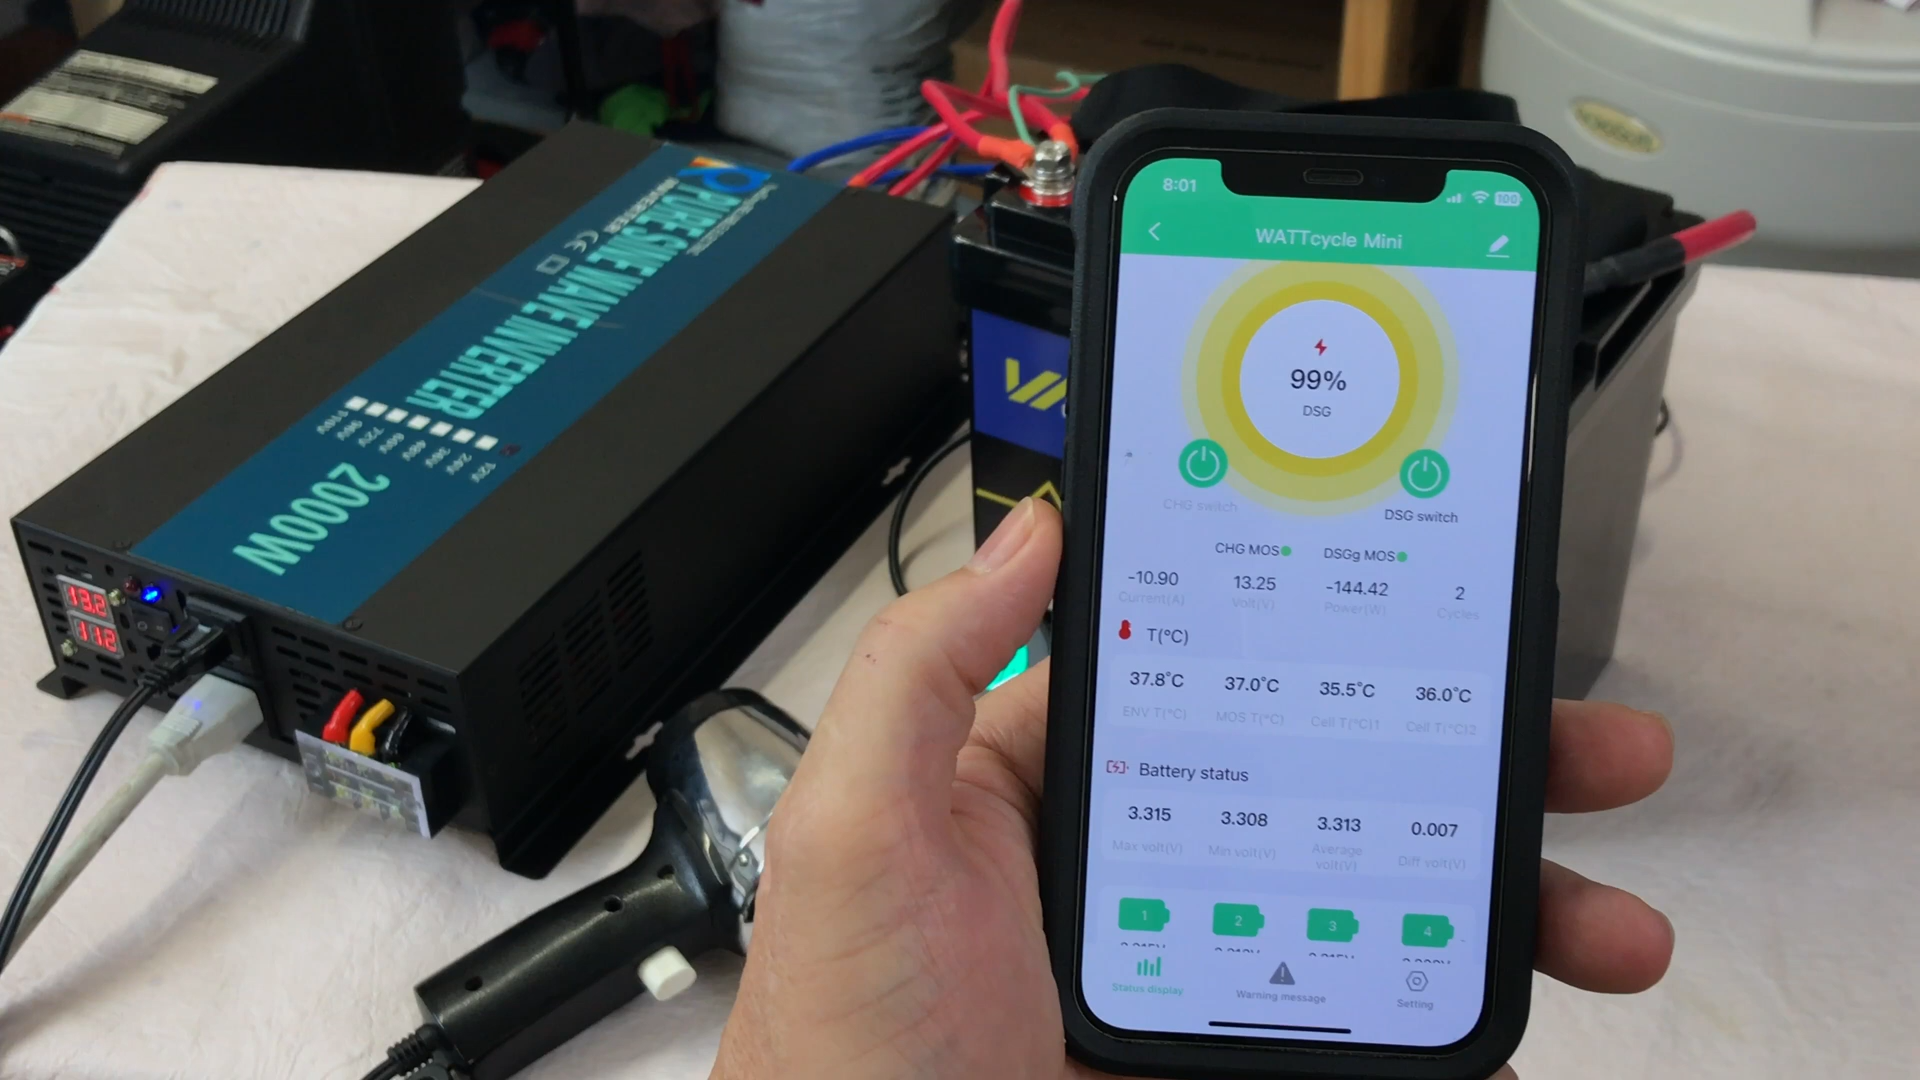 PURE SINE WAVE INVERTER
INVERTER
CE
110V
96V
72V
60V
48V
36V
24V
12V
2000W
13.2
112
8:01
100
WATTcycle Mini
99%
DSG
CHG switch
DSG switch
CHG MOS
DSGg MOS
-10.90
13.25
-144.42
2
Current(A)
Volt(V)
Power(W)
Cycles
T(°C)
37.8°C
37.0°C
35.5°C
36.0°C
ENV T(°C)
MOS T(°C)
Cell T(°C)1
Cell T(°C)2
Battery status
3.315
3.308
3.313
0.007
Max volt(V)
Min volt(V)
Average
volt(V)
Diff volt(V)
1
2
3
4
Status display
Warning message
Setting